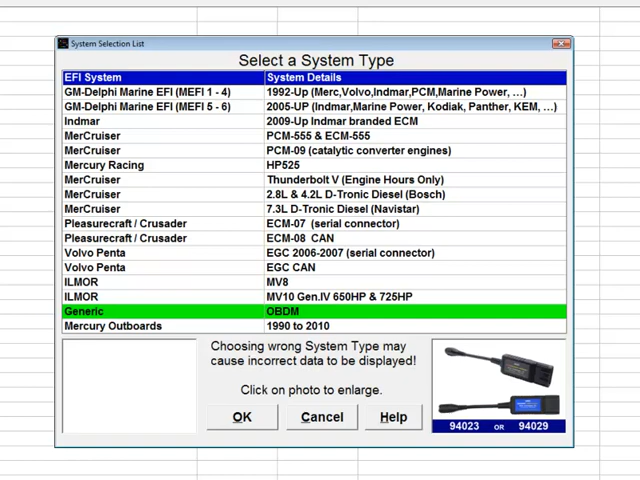 System Selection List
Select a System Type
EFI System System Details
GM-Delphi Marine EFI (MEFI 1 - 4) 1992-Up (Merc,Volvo,Indmar,PCM,Marine Power, ...)
GM-Delphi Marine EFI (MEFI 5 - 6) 2005-UP (Indmar,Marine Power, Kodiak, Panther, KEM, ...)
Indmar 2009-Up Indmar branded ECM
MerCruiser PCM-555 & ECM-555
MerCruiser PCM-09 (catalytic converter engines)
Mercury Racing HP525
MerCruiser Thunderbolt V (Engine Hours Only)
MerCruiser 2.8L & 4.2L D-Tronic Diesel (Bosch)
MerCruiser 7.3L D-Tronic Diesel (Navistar)
Pleasurecraft / Crusader ECM-07 (serial connector)
Pleasurecraft / Crusader ECM-08 CAN
Volvo Penta EGC 2006-2007 (serial connector)
Volvo Penta EGC CAN
ILMOR MV8
ILMOR MV10 Gen.IV 650HP & 725HP
Generic OBDM
Mercury Outboards 1990 to 2010
Choosing wrong System Type may
cause incorrect data to be displayed!
Click on photo to enlarge.
OK Cancel Help
94023 OR 94029